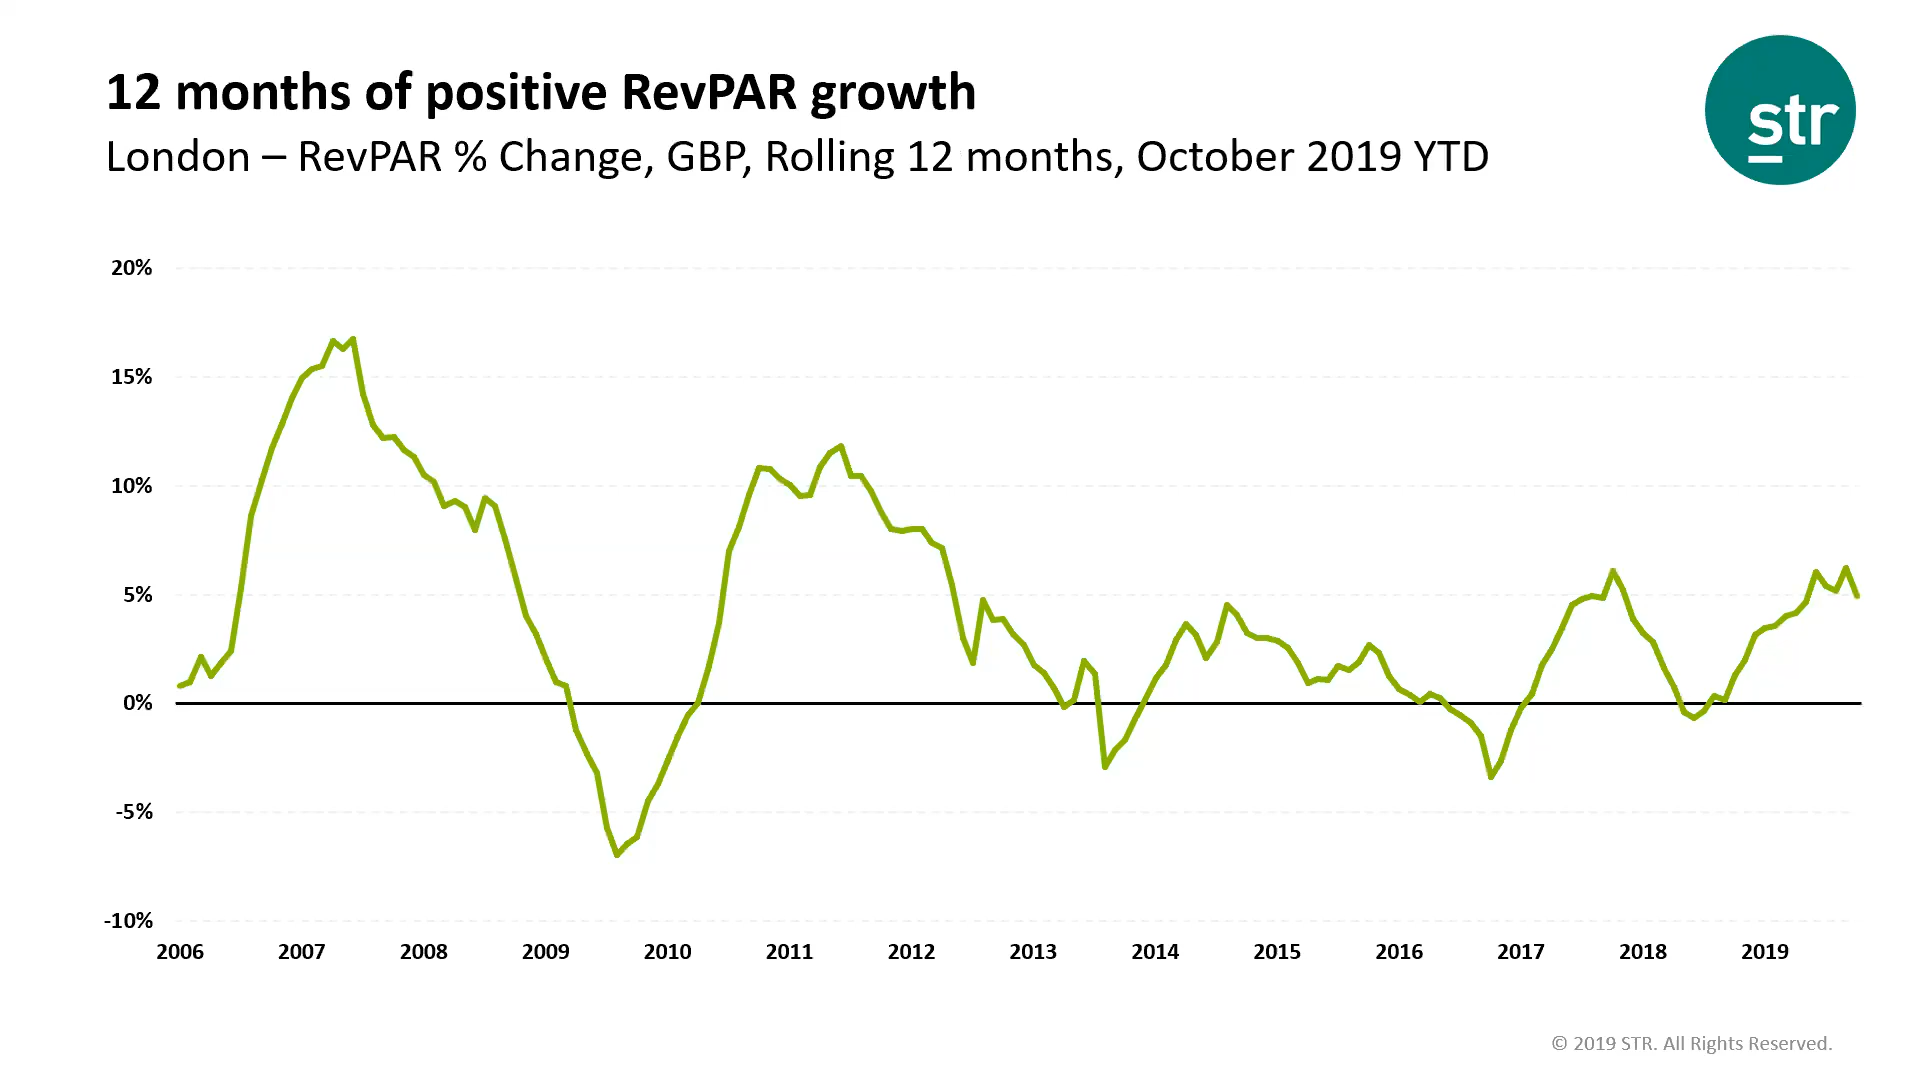 12 months of positive RevPAR growth
London – RevPAR % Change, GBP, Rolling 12 months, October 2019 YTD
str
20%
15%
10%
5%
0%
-5%
-10%
2006 2007 2008 2009 2010 2011 2012 2013 2014 2015 2016 2017 2018 2019
© 2019 STR. All Rights Reserved.